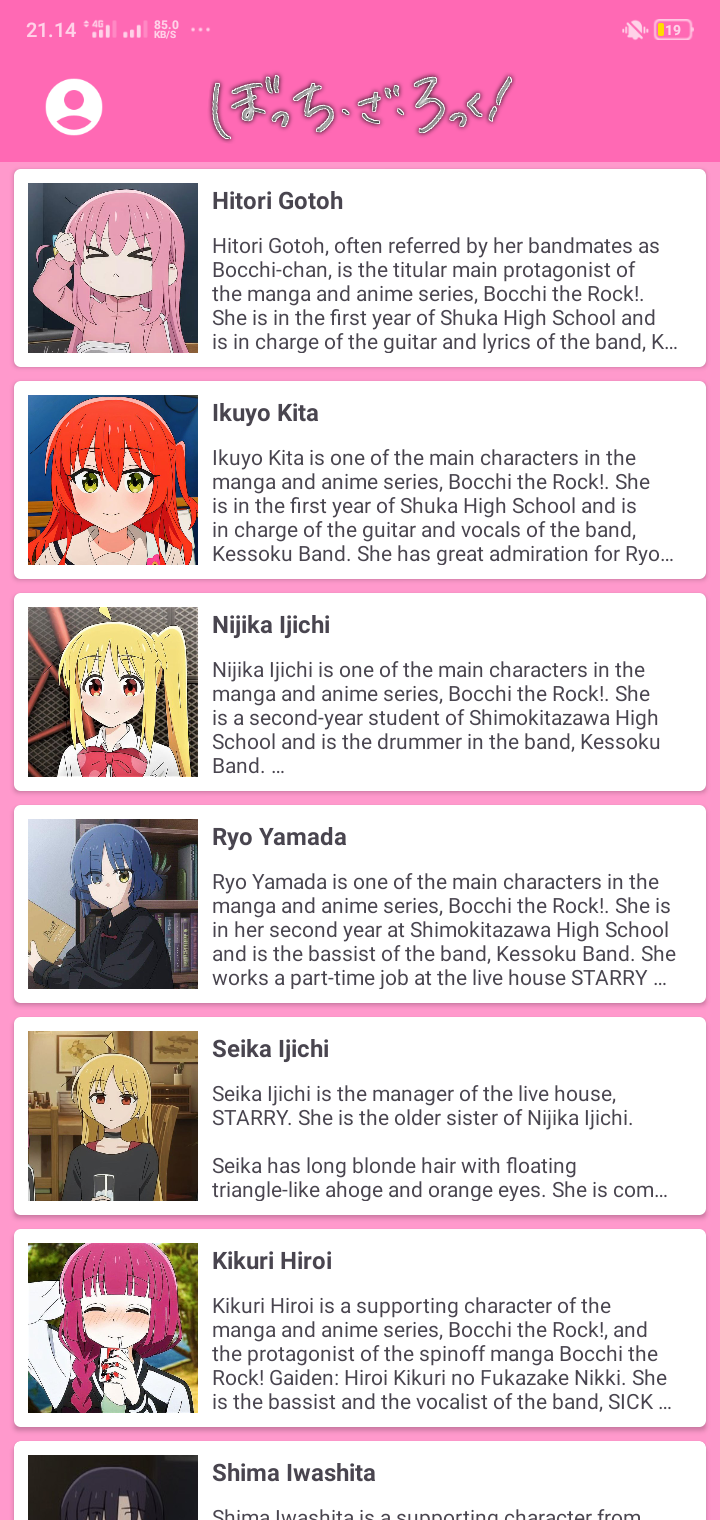 21.14 4G 85.0 KB/S ... 19
ぼっち・ざ・ろっく!
Hitori Gotoh
Hitori Gotoh, often referred by her bandmates as
Bocchi-chan, is the titular main protagonist of
the manga and anime series, Bocchi the Rock!.
She is in the first year of Shuka High School and
is in charge of the guitar and lyrics of the band, K...
Ikuyo Kita
Ikuyo Kita is one of the main characters in the
manga and anime series, Bocchi the Rock!. She
is in the first year of Shuka High School and is
in charge of the guitar and vocals of the band,
Kessoku Band. She has great admiration for Ryo...
Nijika Ijichi
Nijika Ijichi is one of the main characters in the
manga and anime series, Bocchi the Rock!. She
is a second-year student of Shimokitazawa High
School and is the drummer in the band, Kessoku
Band. ...
Ryo Yamada
Ryo Yamada is one of the main characters in the
manga and anime series, Bocchi the Rock!. She is
in her second year at Shimokitazawa High School
and is the bassist of the band, Kessoku Band. She
works a part-time job at the live house STARRY ...
Seika Ijichi
Seika Ijichi is the manager of the live house,
STARRY. She is the older sister of Nijika Ijichi.
Seika has long blonde hair with floating
triangle-like ahoge and orange eyes. She is com...
Kikuri Hiroi
Kikuri Hiroi is a supporting character of the
manga and anime series, Bocchi the Rock!, and
the protagonist of the spinoff manga Bocchi the
Rock! Gaiden: Hiroi Kikuri no Fukazake Nikki. She
is the bassist and the vocalist of the band, SICK ...
Shima Iwashita
Shima Iwashita is a supporting character from